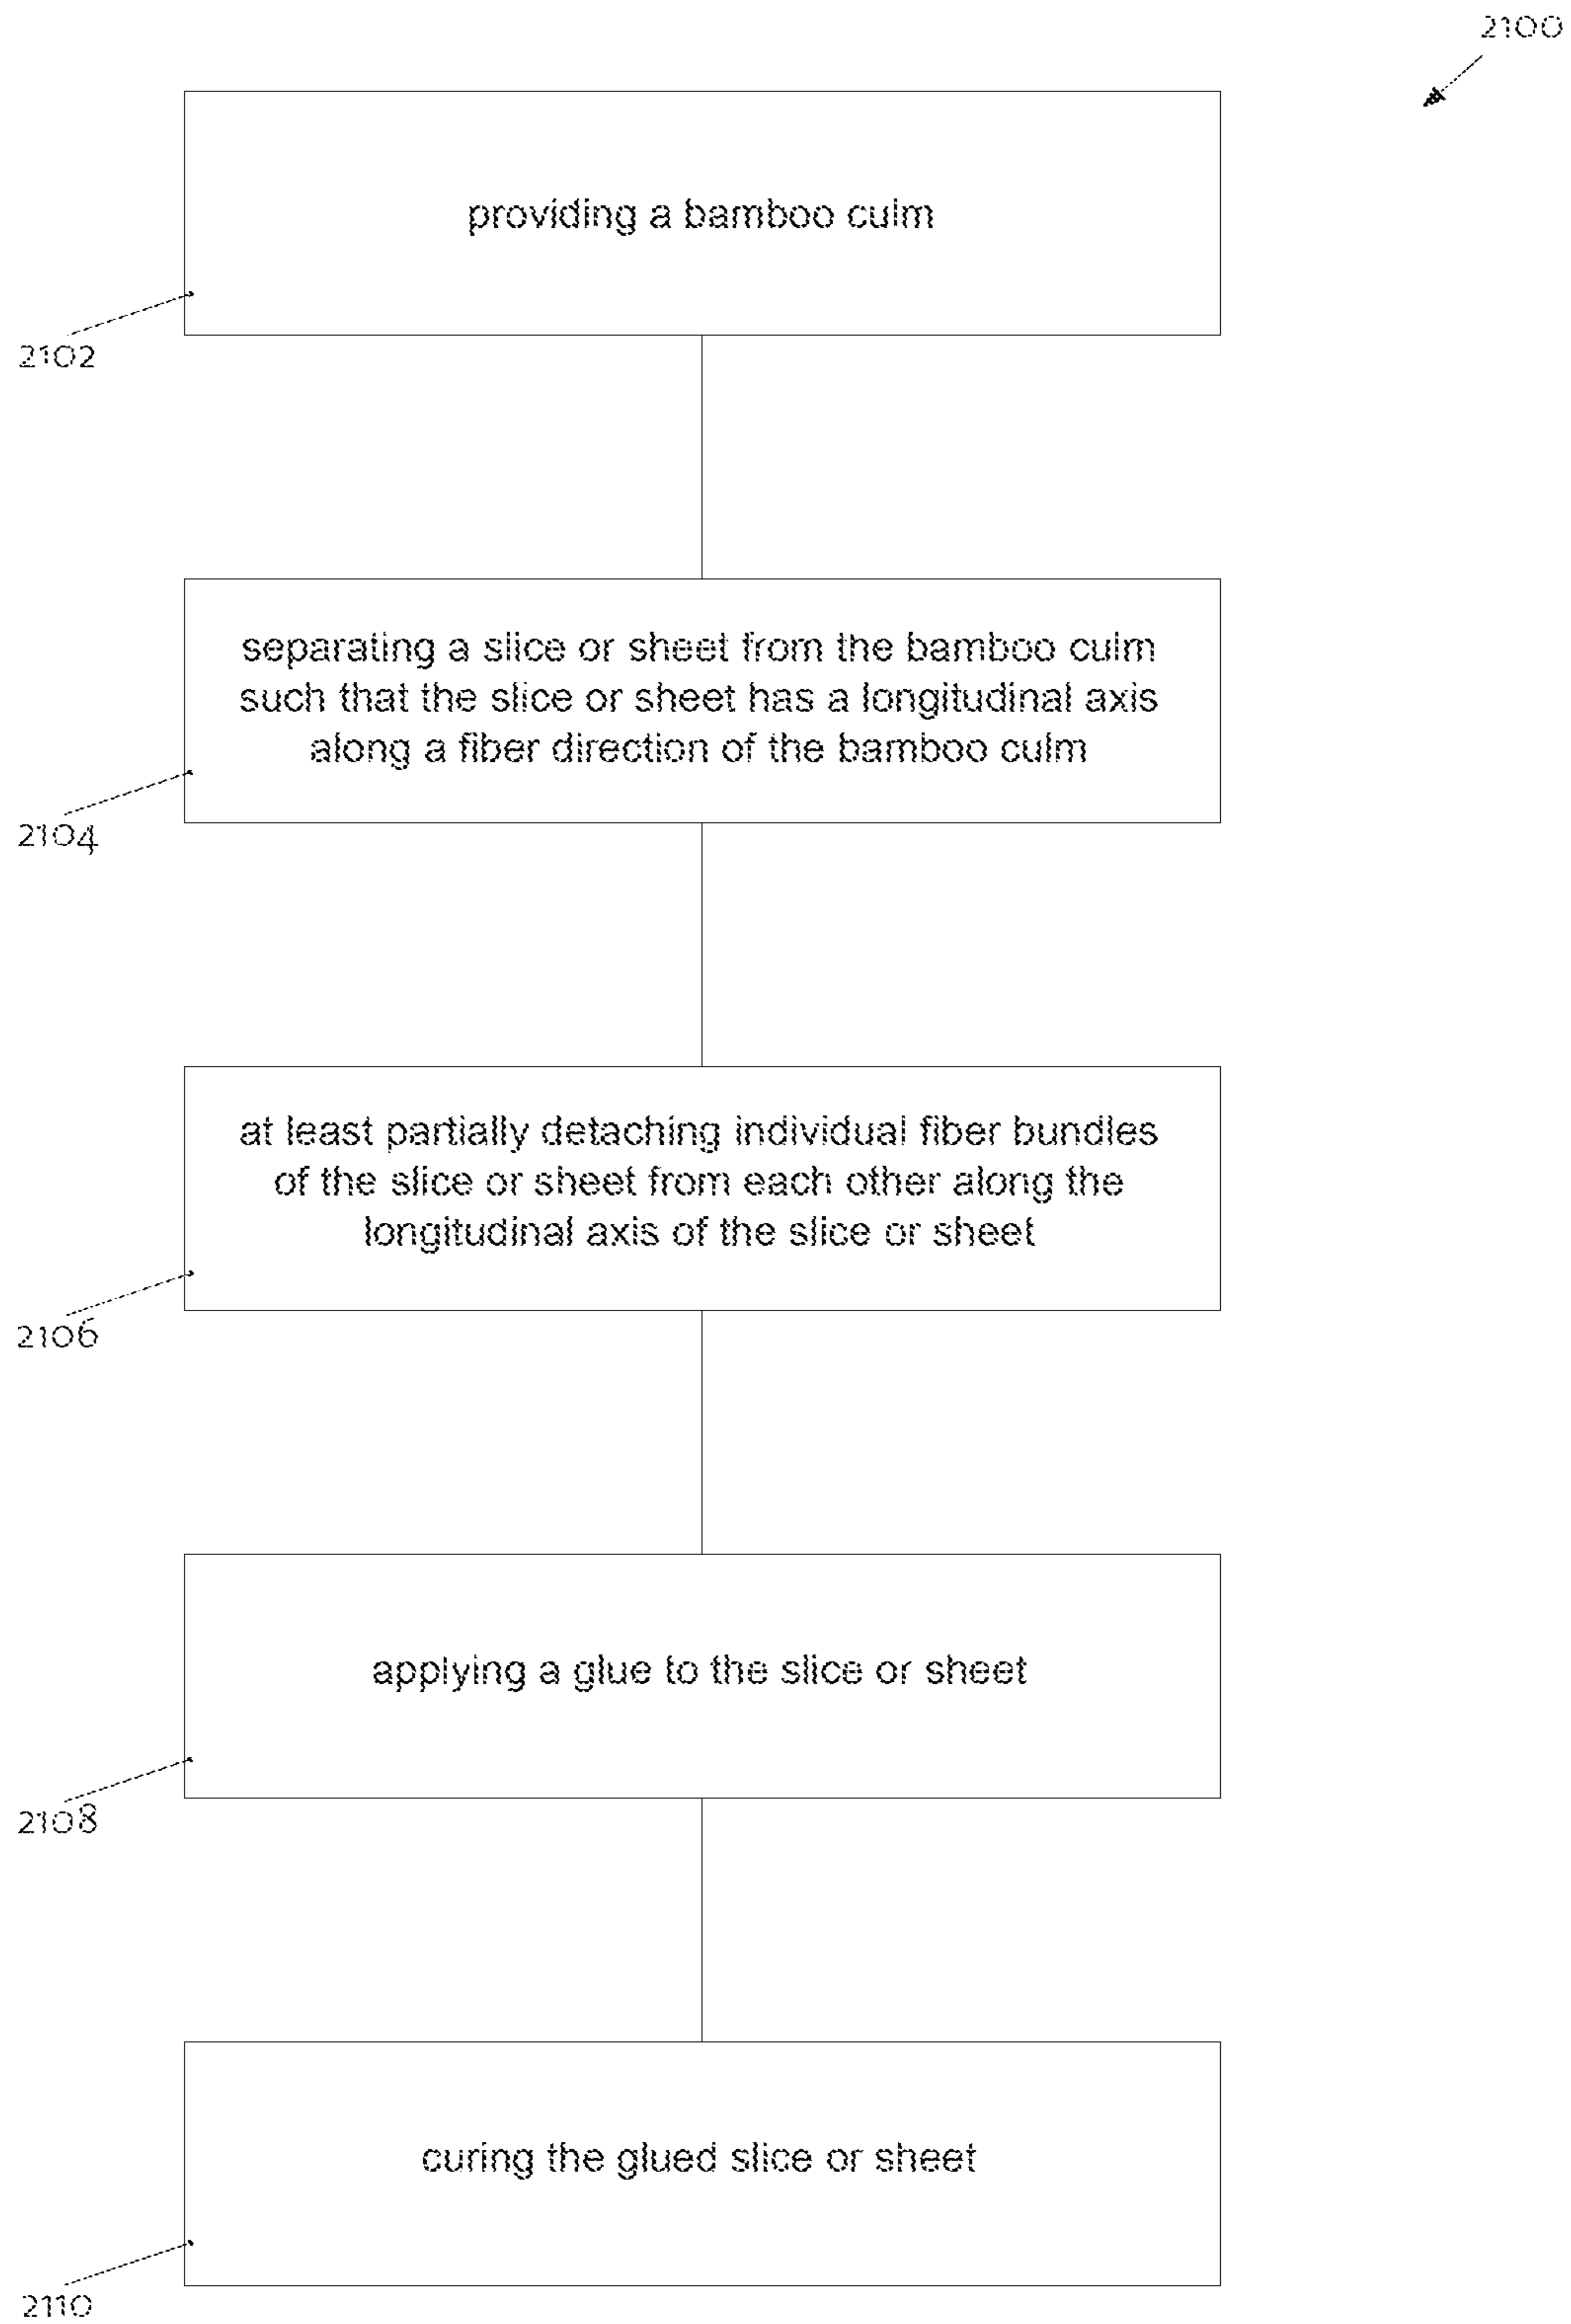 2100
providing a bamboo culm
2102
separating a slice or sheet from the bamboo culm
such that the slice or sheet has a longitudinal axis
along a fiber direction of the bamboo culm
2104
at least partially detaching individual fiber bundles
of the slice or sheet from each other along the
longitudinal axis of the slice or sheet
2106
applying a glue to the slice or sheet
2108
curing the glued slice or sheet
2110